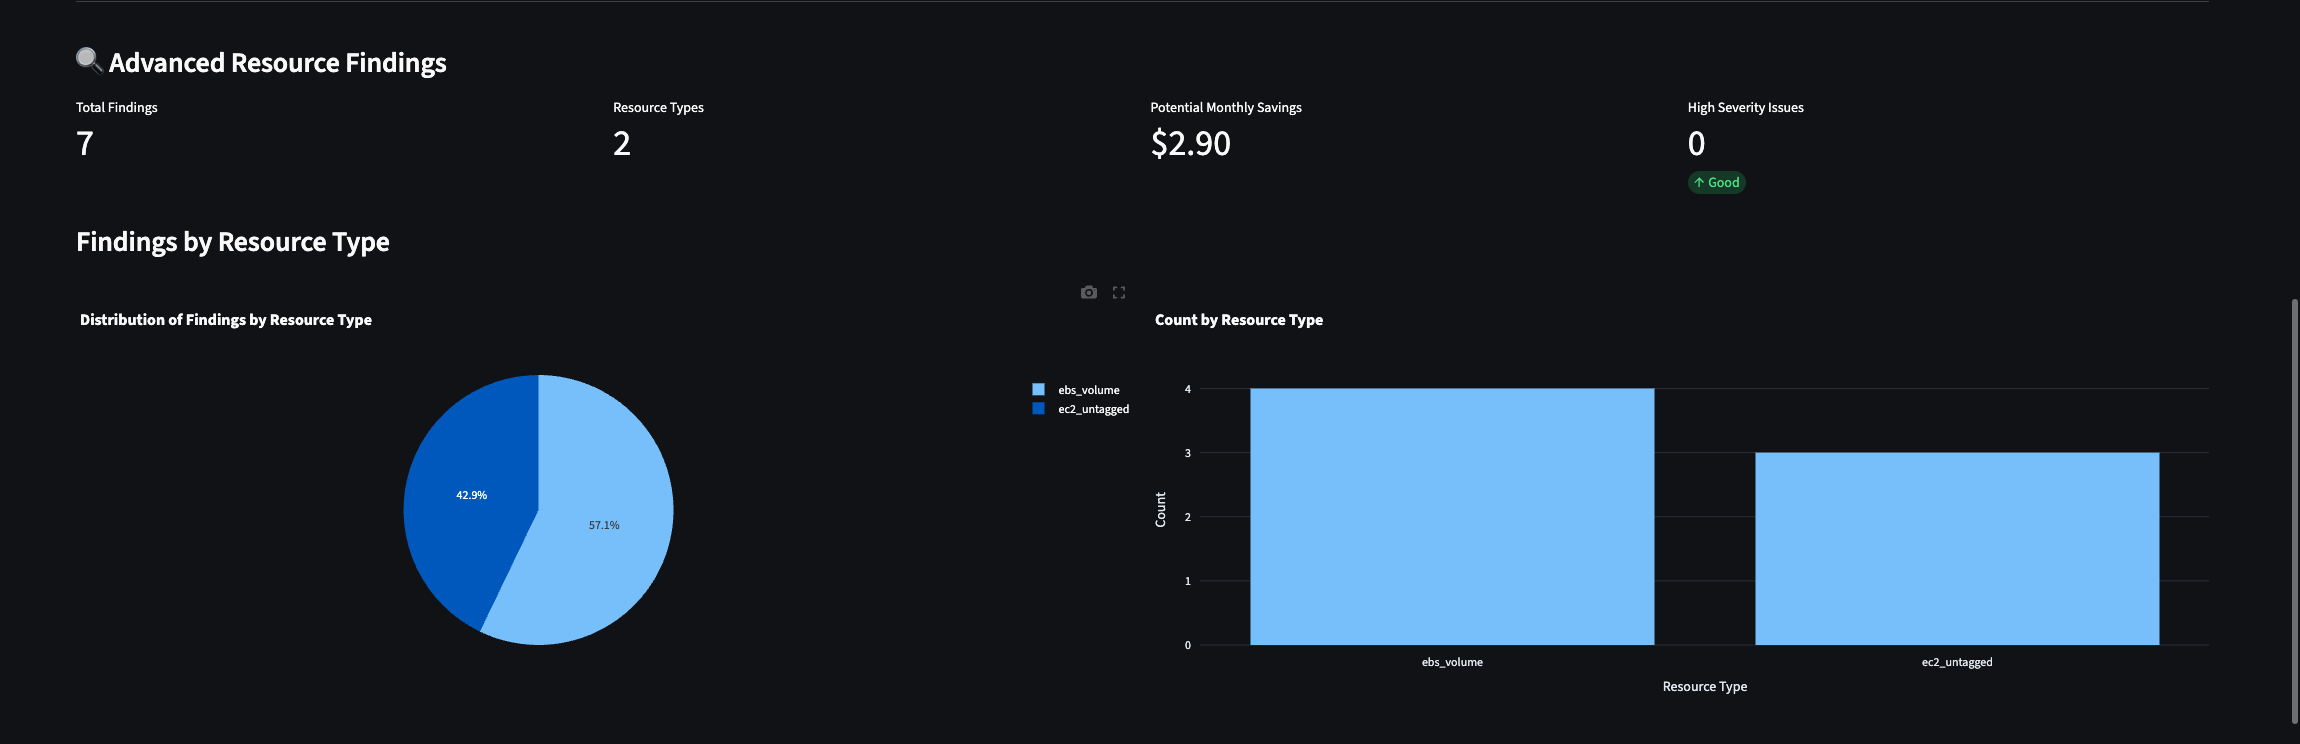 Advanced Resource Findings
Total Findings
7
Resource Types
2
Potential Monthly Savings
$2.90
High Severity Issues
0
↑ Good
Findings by Resource Type
Distribution of Findings by Resource Type
42.9%
57.1%
ebs_volume
ec2_untagged
Count by Resource Type
Count
4
3
2
1
0
ebs_volume
ec2_untagged
Resource Type